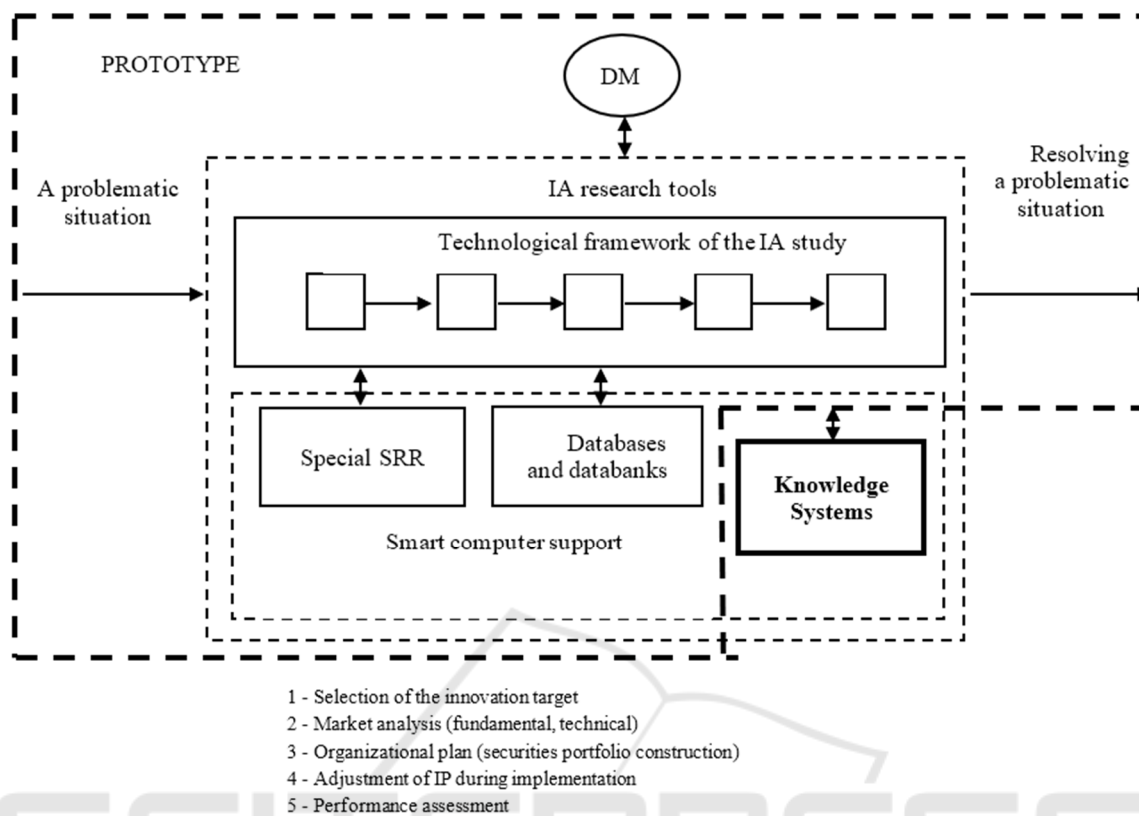 PROTOTYPE
DM
A problematic
situation
IA research tools
Resolving
a problematic
situation
Technological framework of the IA study
Special SRR
Databases
and databanks
Knowledge
Systems
Smart computer support
1 - Selection of the innovation target
2 - Market analysis (fundamental, technical)
3 - Organizational plan (securities portfolio construction)
4 - Adjustment of IP during implementation
5 - Performance assessment